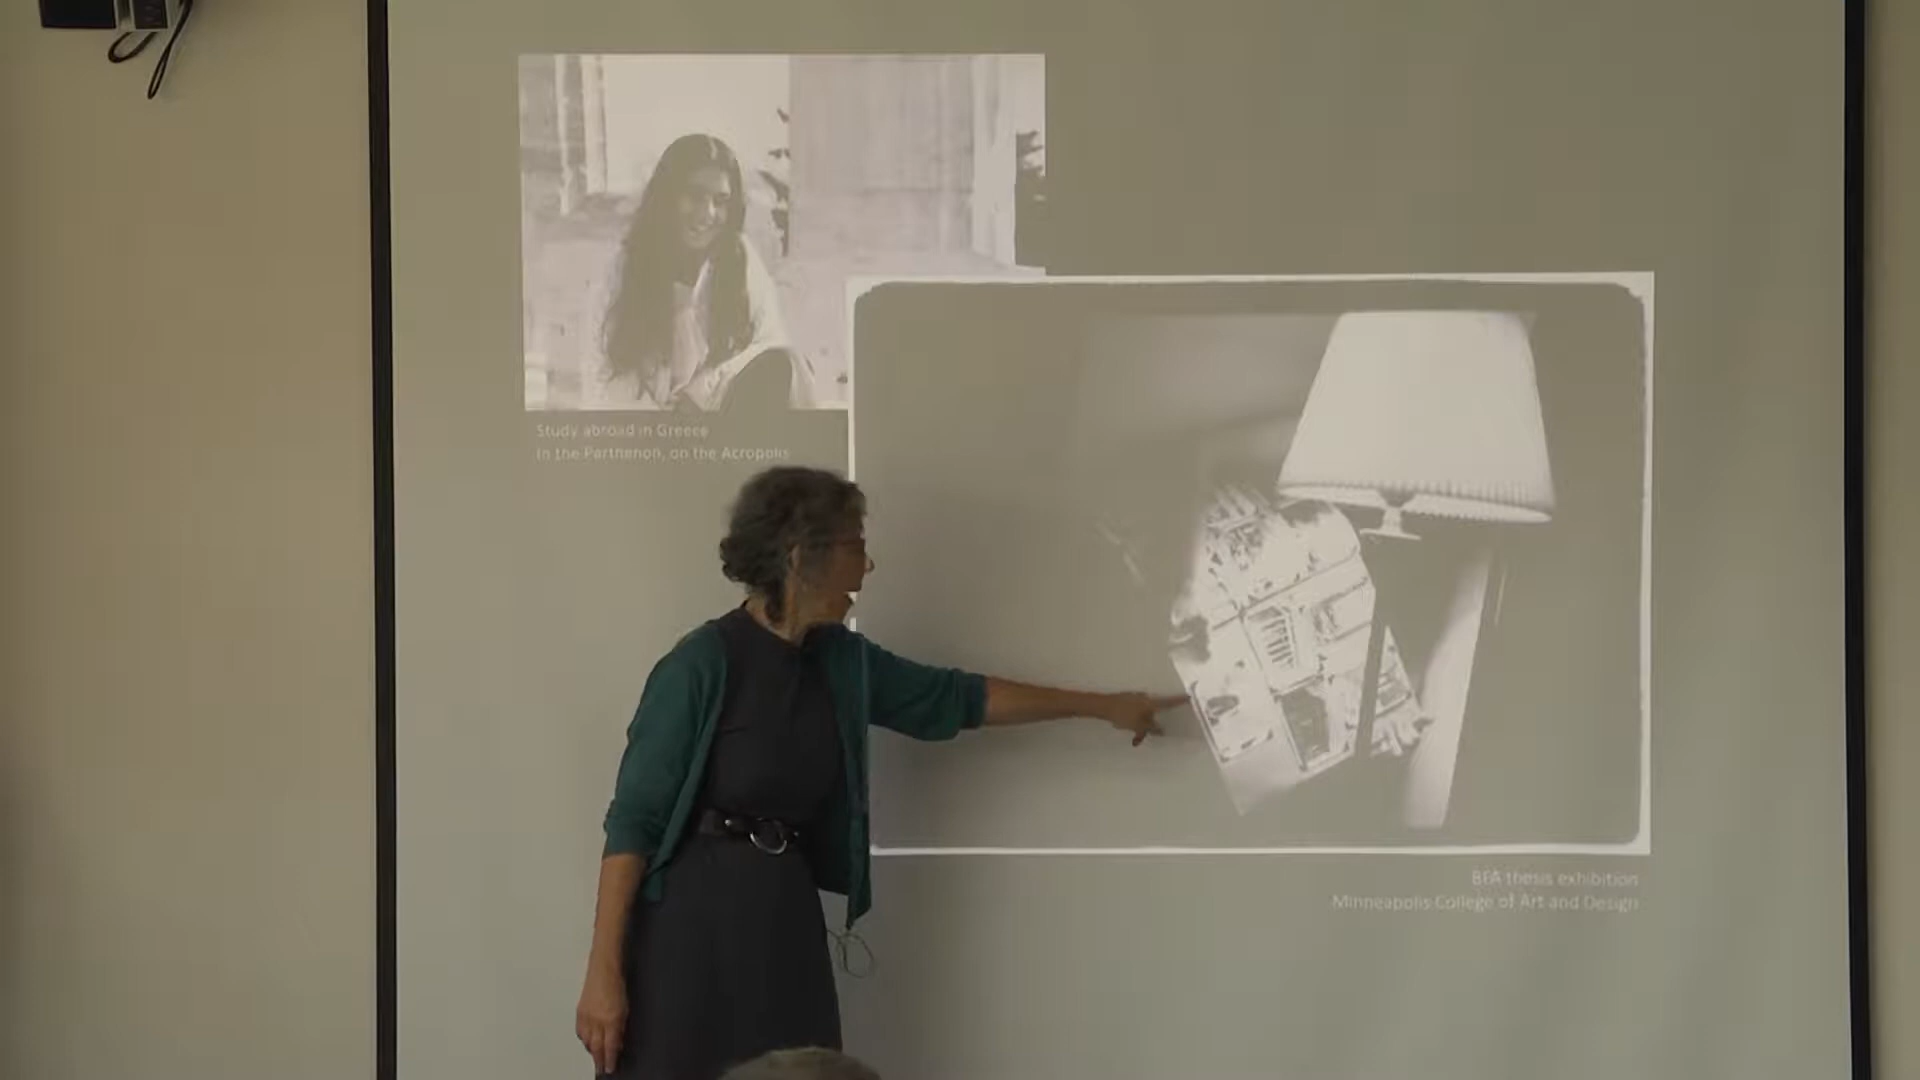 Study abroad in Greece
In the Parthenon, on the Acropolis
BFA thesis exhibition
Minneapolis College of Art and Design